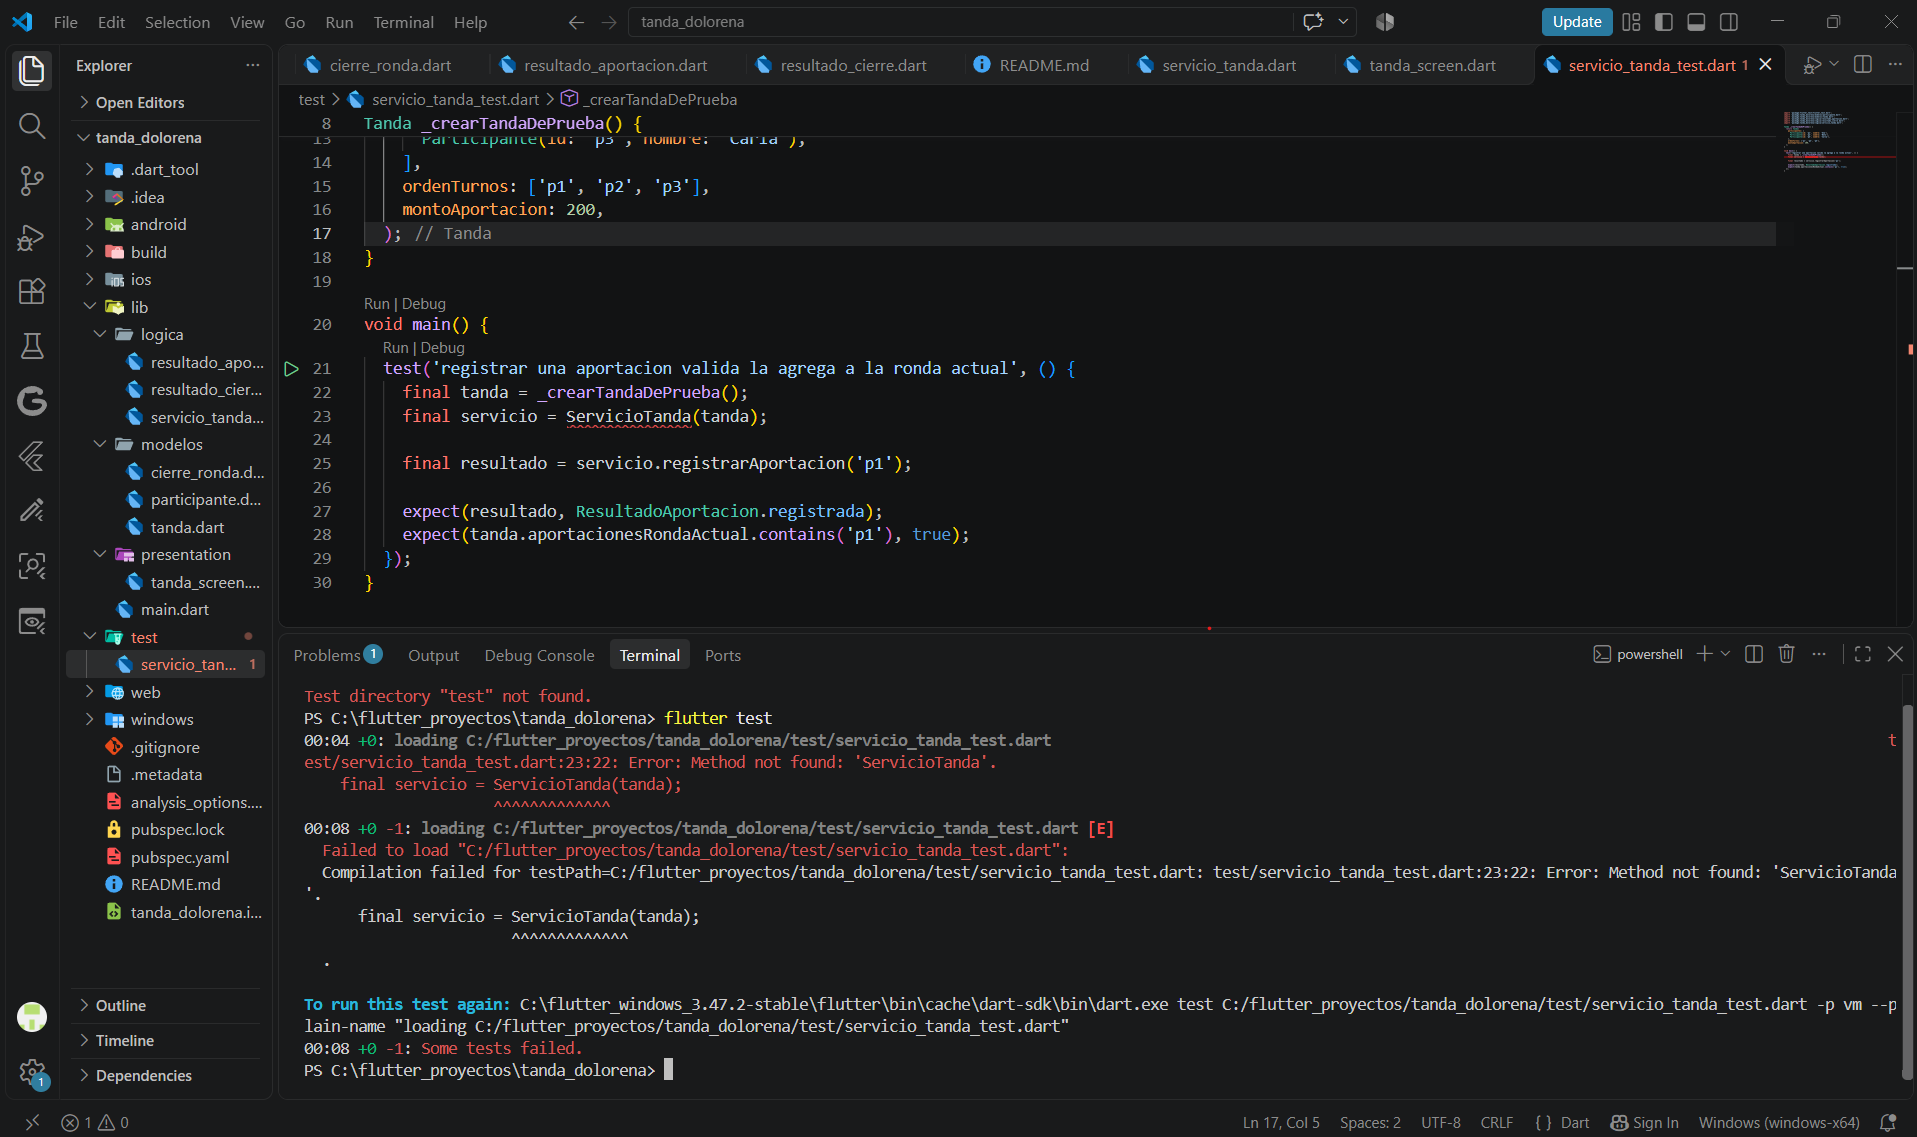 File Edit Selection View Go Run Terminal Help
tanda_dolorena
Update
Explorer
Open Editors
tanda_dolorena
.dart_tool
.idea
android
build
ios
lib
logica
resultado_apo...
resultado_cier...
servicio_tanda...
modelos
cierre_ronda.d...
participante.d...
tanda.dart
presentation
tanda_screen....
main.dart
test
servicio_tan... 1
web
windows
.gitignore
.metadata
analysis_options....
pubspec.lock
pubspec.yaml
README.md
tanda_dolorena.i...
Outline
Timeline
Dependencies
1
cierre_ronda.dart resultado_aportacion.dart resultado_cierre.dart README.md servicio_tanda.dart tanda_screen.dart servicio_tanda_test.dart 1
test > servicio_tanda_test.dart > _crearTandaDePrueba
8 Tanda _crearTandaDePrueba() {
13 Participante(id: 'p3', nombre: 'Carla'),
14 ],
15 ordenTurnos: ['p1', 'p2', 'p3'],
16 montoAportacion: 200,
17 ); // Tanda
18 }
19
Run | Debug
20 void main() {
Run | Debug
21 test('registrar una aportacion valida la agrega a la ronda actual', () {
22 final tanda = _crearTandaDePrueba();
23 final servicio = ServicioTanda(tanda);
24
25 final resultado = servicio.registrarAportacion('p1');
26
27 expect(resultado, ResultadoAportacion.registrada);
28 expect(tanda.aportacionesRondaActual.contains('p1'), true);
29 });
30 }
Problems 1 Output Debug Console Terminal Ports
powershell
Test directory "test" not found.
PS C:\flutter_proyectos\tanda_dolorena> flutter test
00:04 +0: loading C:/flutter_proyectos/tanda_dolorena/test/servicio_tanda_test.dart t
est/servicio_tanda_test.dart:23:22: Error: Method not found: 'ServicioTanda'.
final servicio = ServicioTanda(tanda);
^^^^^^^^^^^^^
00:08 +0 -1: loading C:/flutter_proyectos/tanda_dolorena/test/servicio_tanda_test.dart [E]
Failed to load "C:/flutter_proyectos/tanda_dolorena/test/servicio_tanda_test.dart":
Compilation failed for testPath=C:/flutter_proyectos/tanda_dolorena/test/servicio_tanda_test.dart: test/servicio_tanda_test.dart:23:22: Error: Method not found: 'ServicioTanda
'.
final servicio = ServicioTanda(tanda);
^^^^^^^^^^^^^
.
To run this test again: C:\flutter_windows_3.47.2-stable\flutter\bin\cache\dart-sdk\bin\dart.exe test C:/flutter_proyectos/tanda_dolorena/test/servicio_tanda_test.dart -p vm --p
lain-name "loading C:/flutter_proyectos/tanda_dolorena/test/servicio_tanda_test.dart"
00:08 +0 -1: Some tests failed.
PS C:\flutter_proyectos\tanda_dolorena>
1 0
Ln 17, Col 5 Spaces: 2 UTF-8 CRLF { } Dart Sign In Windows (windows-x64)